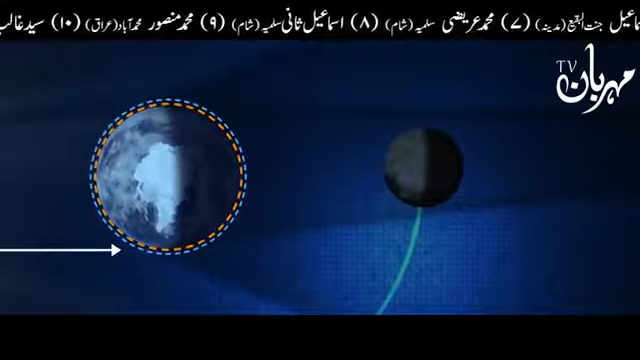 ماعیل جنت البقیع (مدینہ) (۷) محمد عریضی سلمیہ (شام) (۸) اسماعیل ثانی سلمیہ (شام) (۹) محمد منصور محمد آباد (عراق) (۱۰) سید غالب
TV
مہربان